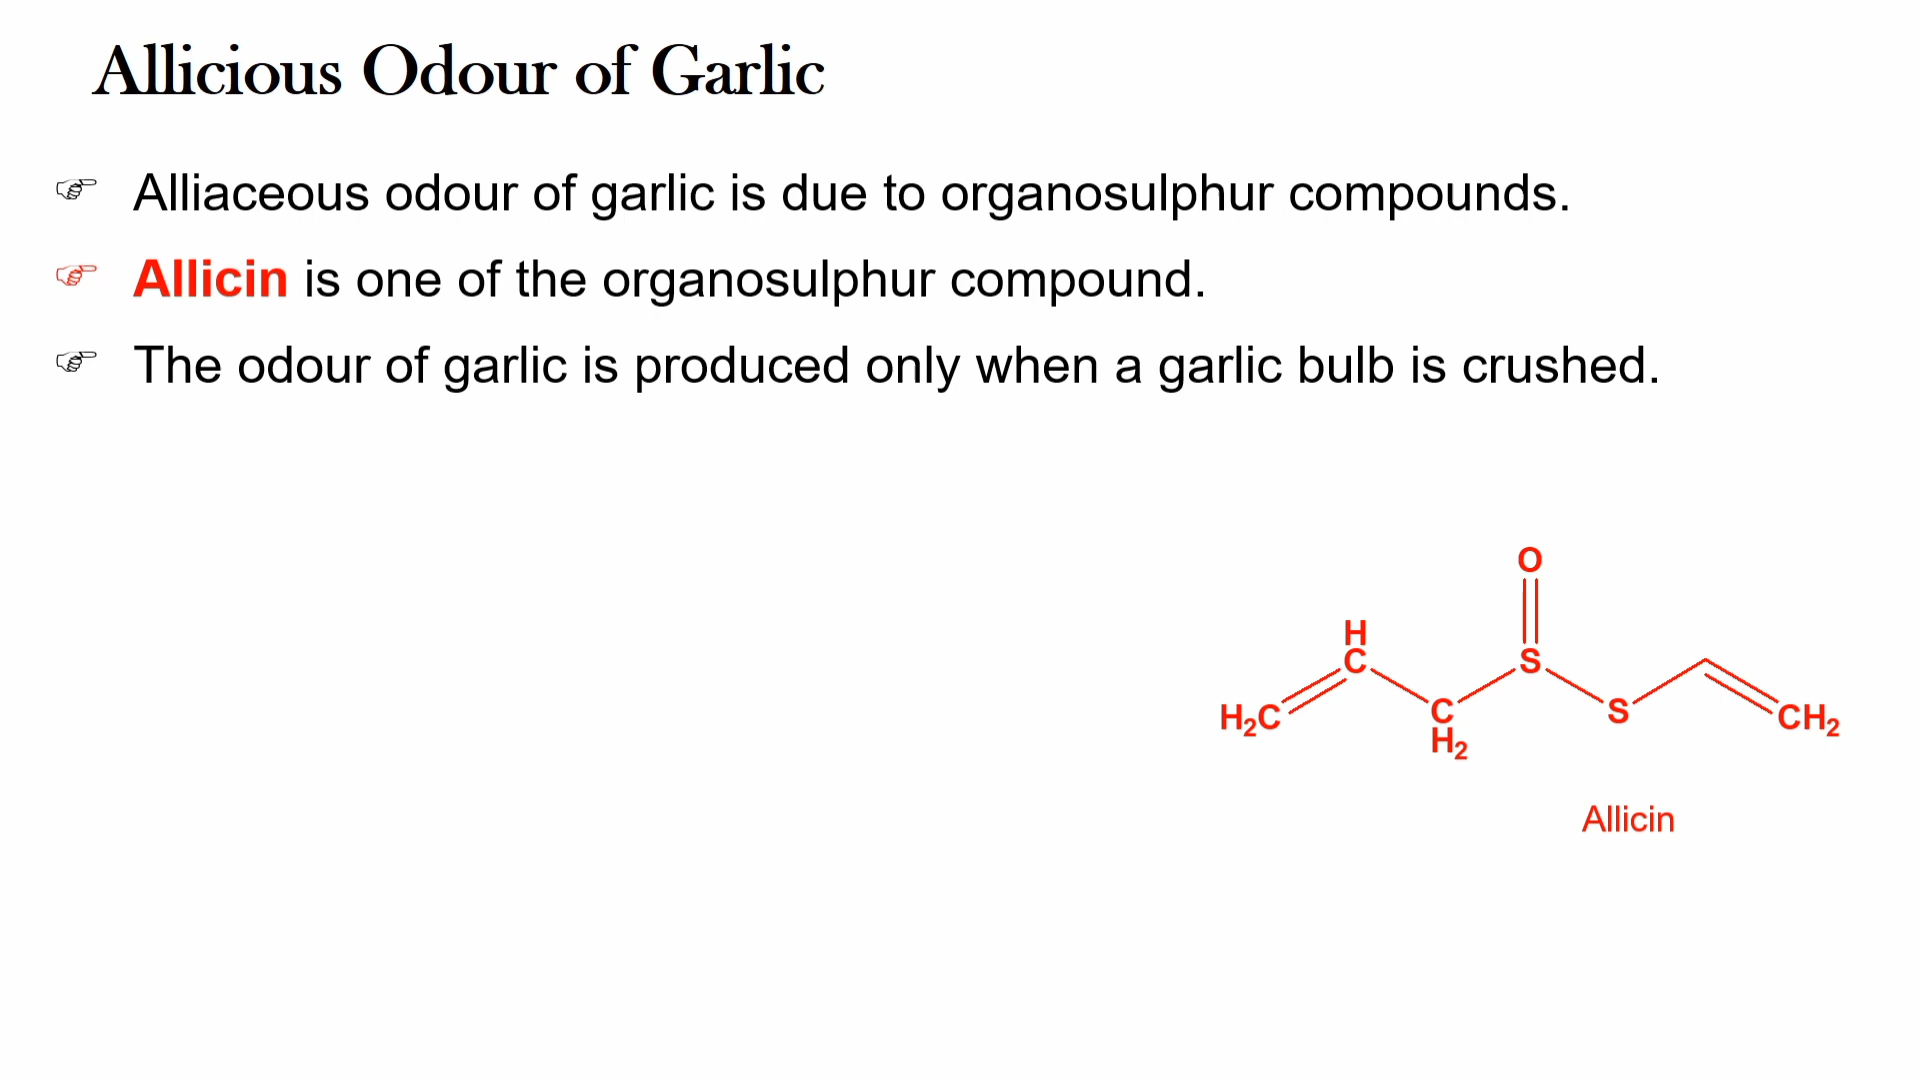 Allicious Odour of Garlic
Alliaceous odour of garlic is due to organosulphur compounds.
Allicin is one of the organosulphur compound.
The odour of garlic is produced only when a garlic bulb is crushed.
O
H
C
S
H2C
C
H2
S
CH2
Allicin